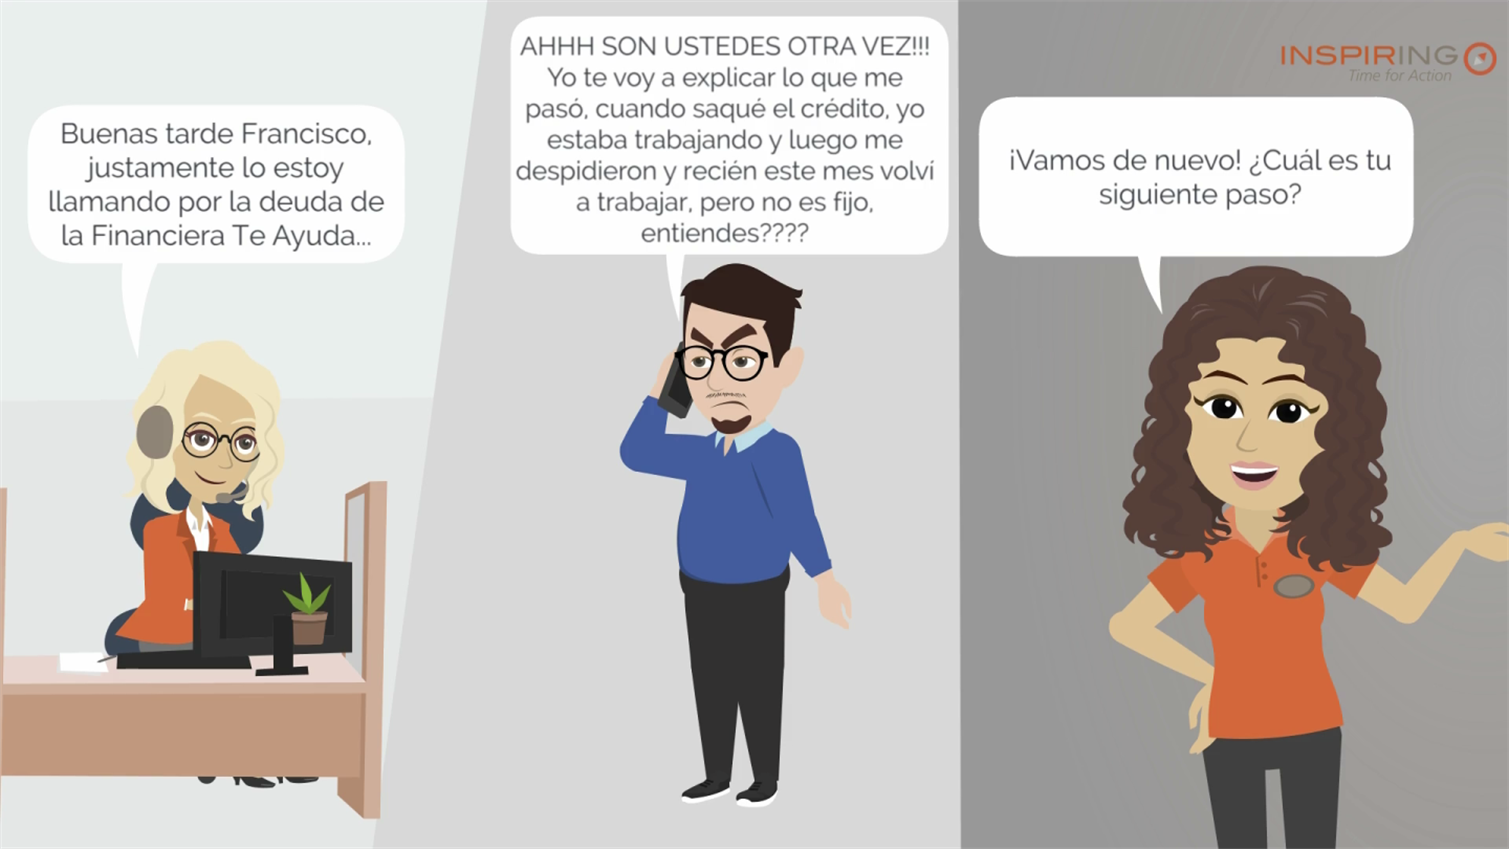 Buenas tarde Francisco,
justamente lo estoy
llamando por la deuda de
la Financiera Te Ayuda...
AHHH SON USTEDES OTRA VEZ!!!
Yo te voy a explicar lo que me
pasó, cuando saqué el crédito, yo
estaba trabajando y luego me
despidieron y recién este mes volví
a trabajar, pero no es fijo,
entiendes????
INSPIRING
Time for Action
¡Vamos de nuevo! ¿Cuál es tu
siguiente paso?